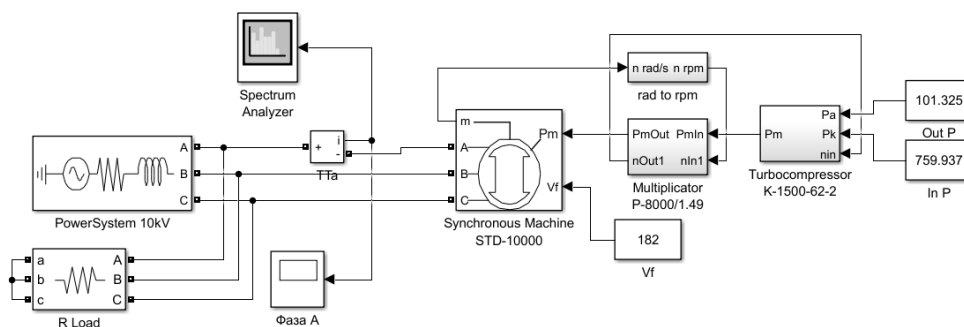 Spectrum
Analyzer
A
B
C
PowerSystem 10kV
+
i
-
TTa
a
b
c
A
B
C
R Load
Фаза А
m
A
B
C
Pm
Vf
Synchronous Machine
STD-10000
182
Vf
n rad/s n rpm
rad to rpm
PmOut PmIn
nOut1 nIn1
Multiplicator
P-8000/1.49
Pm
Pa
Pk
nin
Turbocompressor
K-1500-62-2
101.325
Out P
759.937
In P